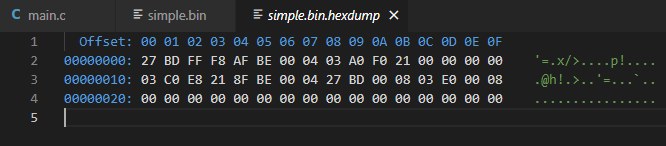 main.c simple.bin simple.bin.hexdump
1 Offset: 00 01 02 03 04 05 06 07 08 09 0A 0B 0C 0D 0E 0F
2 00000000: 27 BD FF F8 AF BE 00 04 03 A0 F0 21 00 00 00 00 '=.x/>....p!....
3 00000010: 03 C0 E8 21 8F BE 00 04 27 BD 00 08 03 E0 00 08 .@h!.>..'=...`..
4 00000020: 00 00 00 00 00 00 00 00 00 00 00 00 00 00 00 00 ................
5